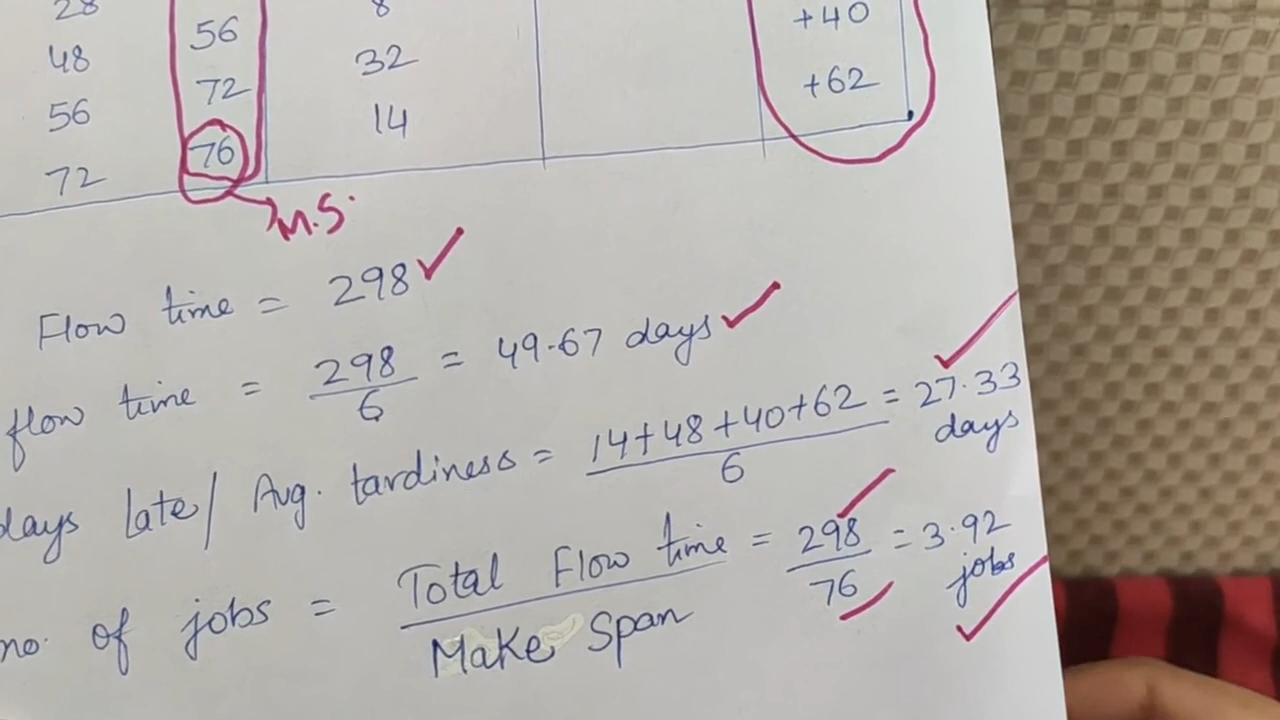 28 8 +40
48 56 32 +62
56 72 14
72 76
M.S.
Flow time = 298
flow time = 298/6 = 49.67 days
days late/ Avg. tardiness = 14+48+40+62/6 = 27.33 days
no. of jobs = Total Flow time/Make Span = 298/76 = 3.92 jobs